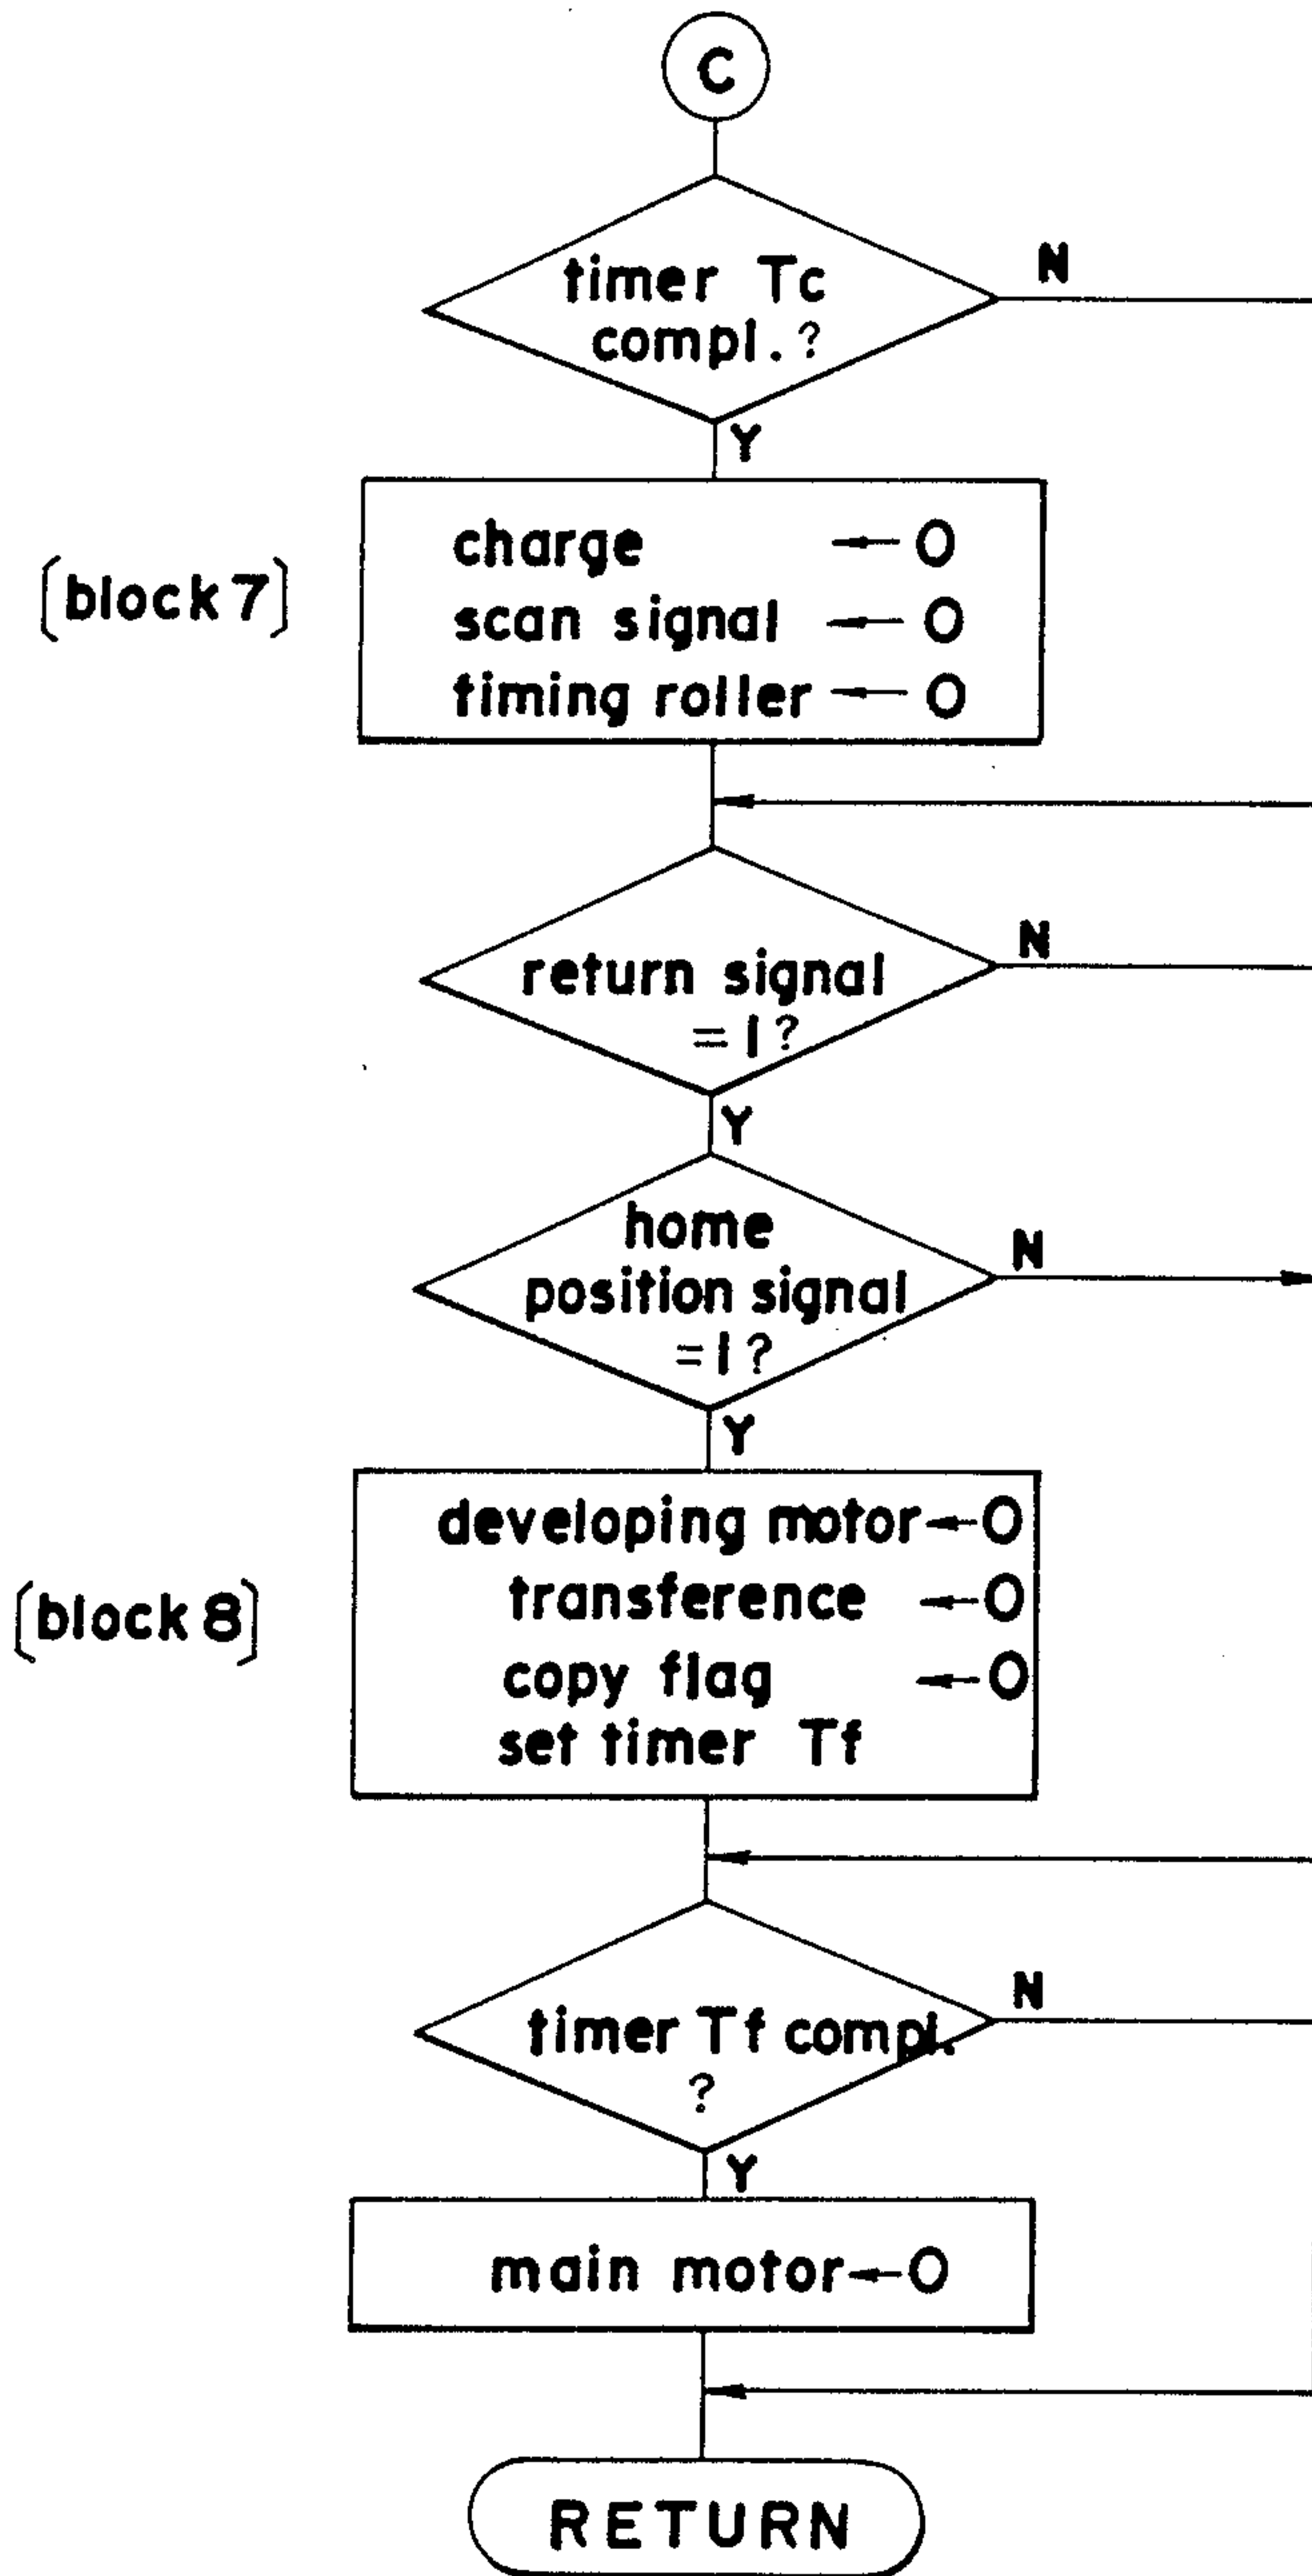 C
timer Tc
compl.?
N
Y
[block 7]
charge ← 0
scan signal ← 0
timing roller ← 0
return signal
=1?
N
Y
home
position signal
=1?
N
Y
[block 8]
developing motor ← 0
transference ← 0
copy flag ← 0
set timer Tf
timer Tf compl.
?
N
Y
main motor ← 0
RETURN